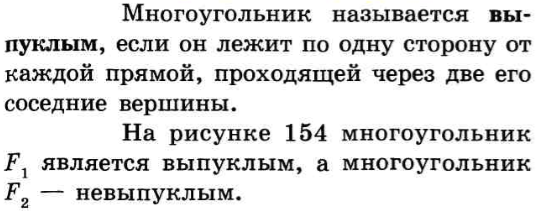 Многоугольник называется вы-
пуклым, если он лежит по одну сторону от
каждой прямой, проходящей через две его
соседние вершины.
На рисунке 154 многоугольник
F₁ является выпуклым, а многоугольник
F₂ — невыпуклым.